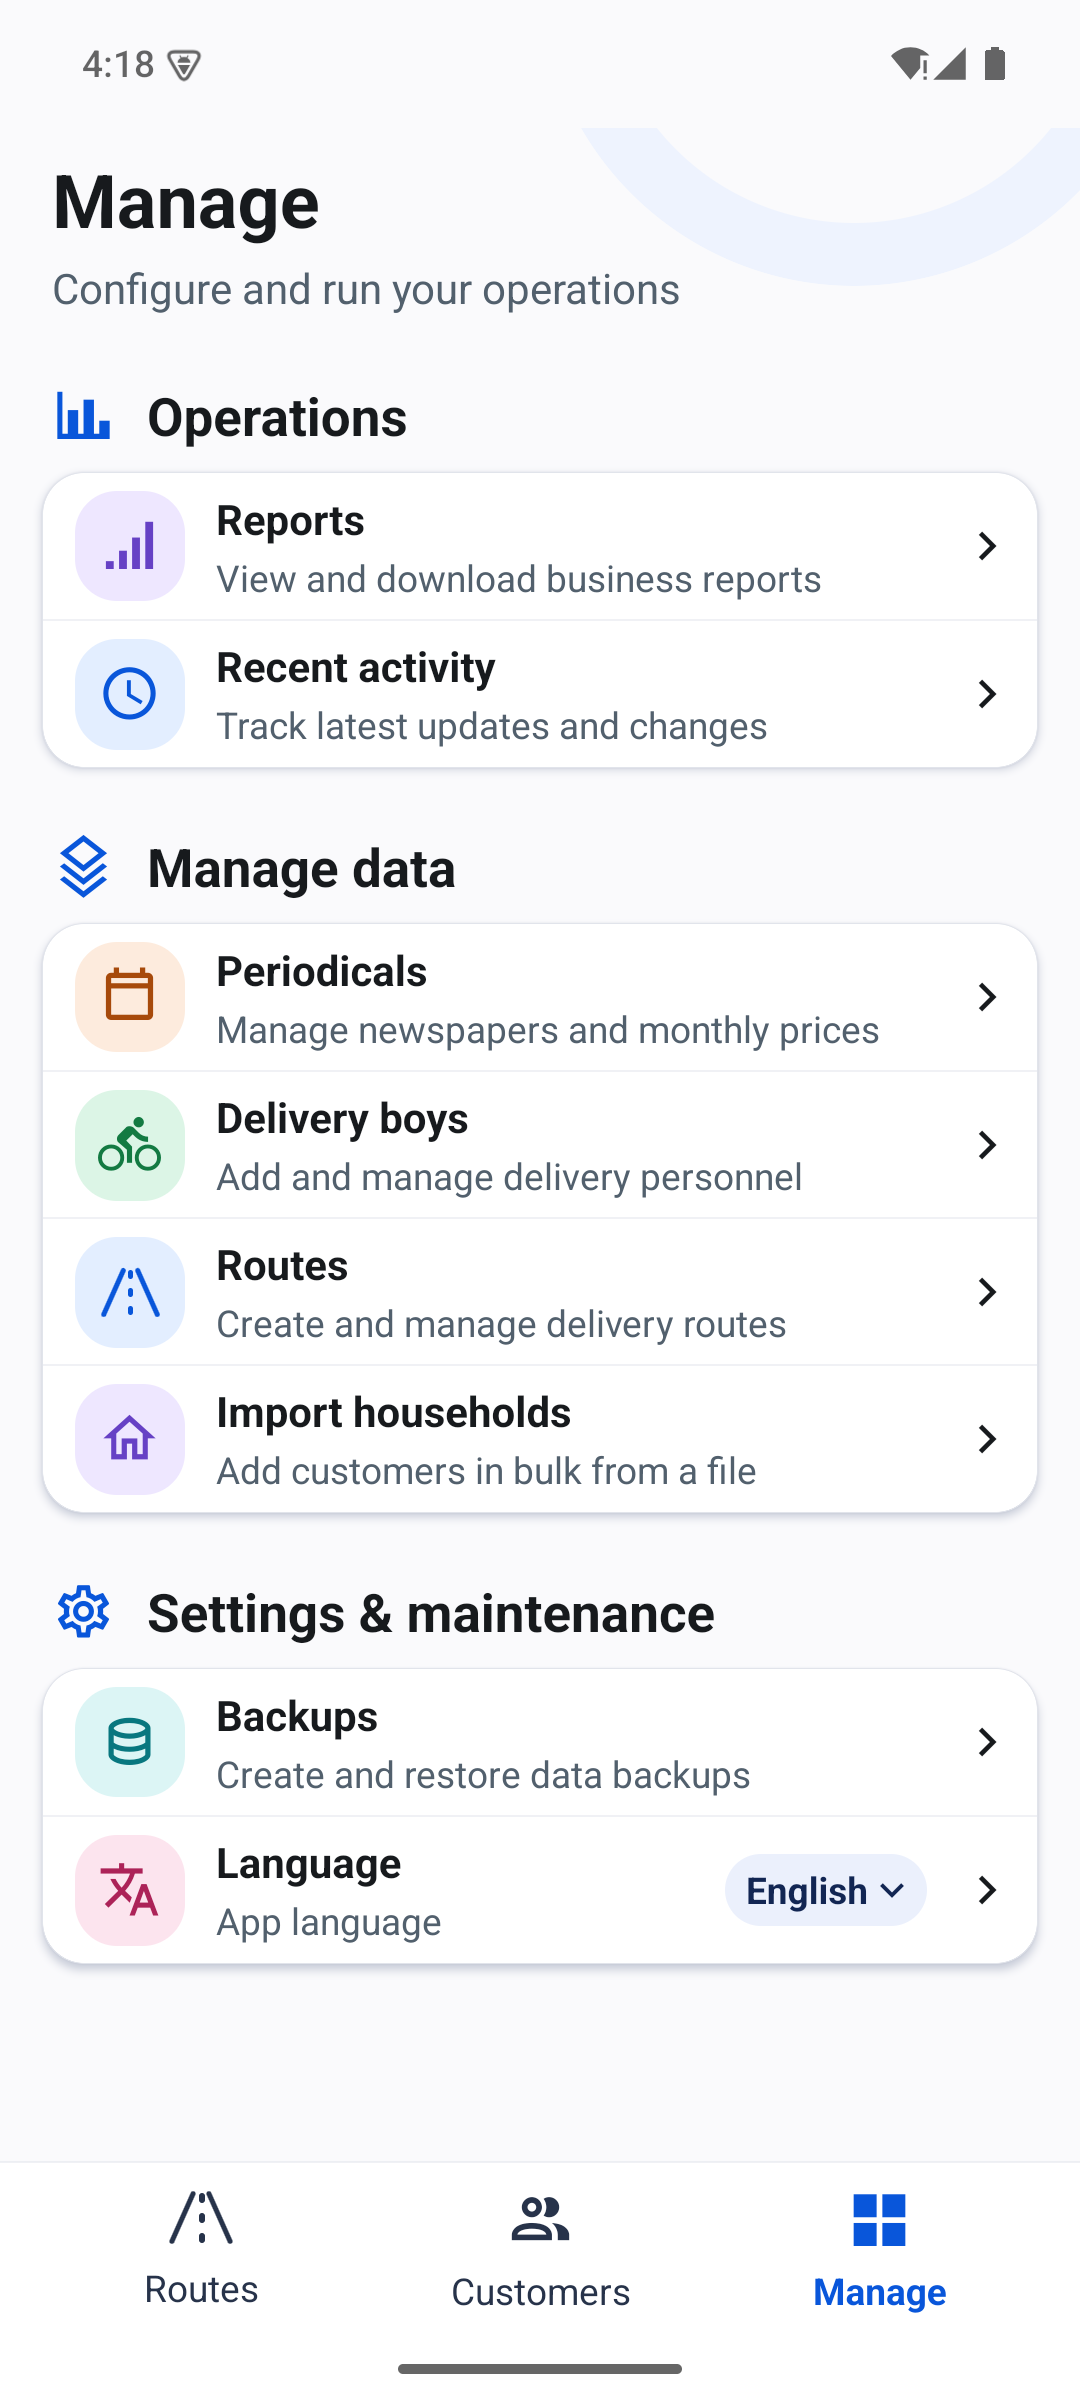 4:18
Manage
Configure and run your operations
Operations
Reports
View and download business reports
Recent activity
Track latest updates and changes
Manage data
Periodicals
Manage newspapers and monthly prices
Delivery boys
Add and manage delivery personnel
Routes
Create and manage delivery routes
Import households
Add customers in bulk from a file
Settings & maintenance
Backups
Create and restore data backups
Language
English
App language
Routes
Customers
Manage